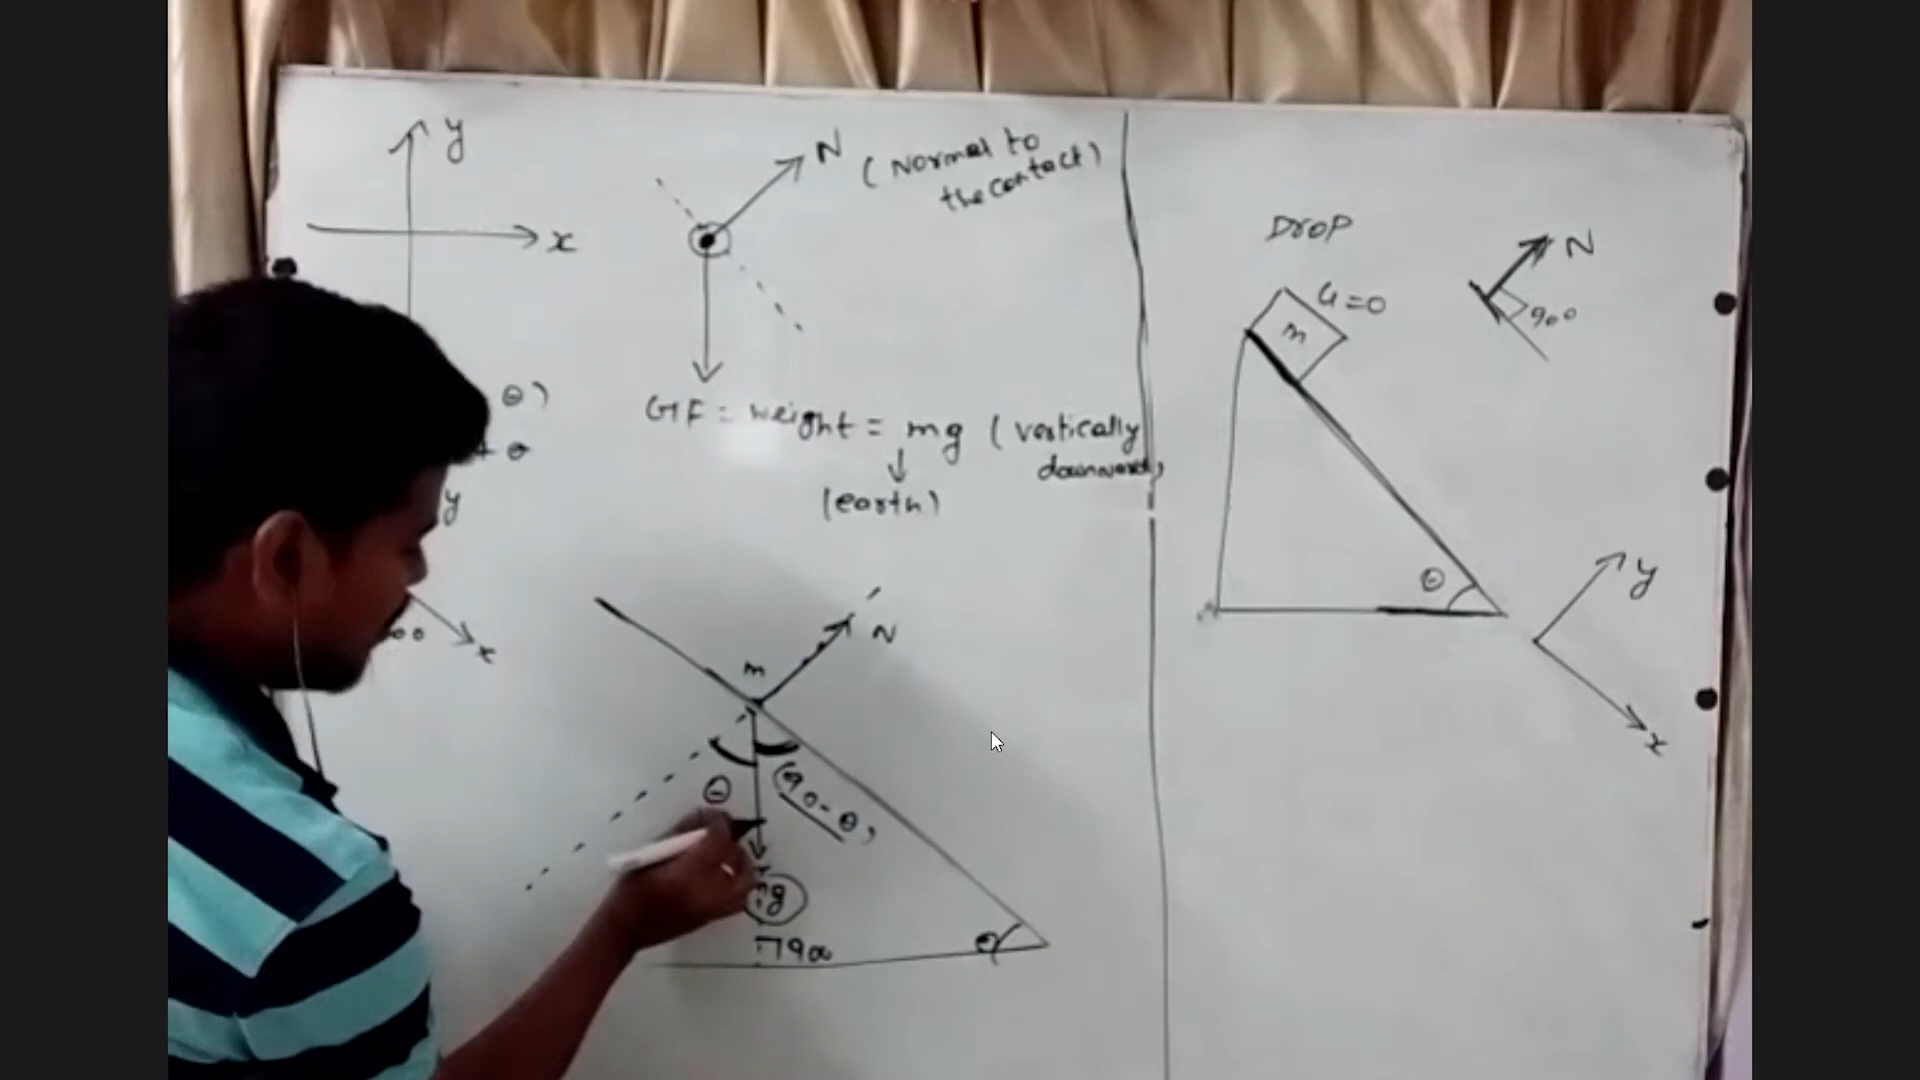 y
x
N
(Normal to
the contact)
GF = weight = mg (vertically
downward)
(earth)
θ)
θ
y
x
N
m
θ
(90-θ)
mg
90
θ
Drop
u=0
m
N
90°
θ
y
x